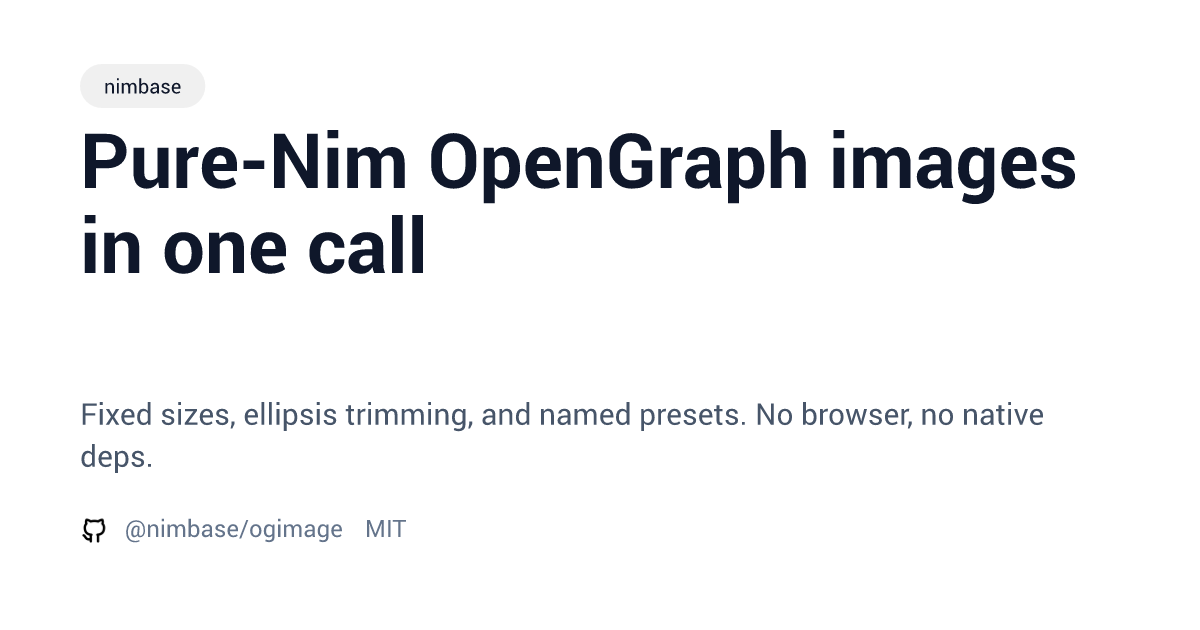 nimbase
Pure-Nim OpenGraph images
in one call
Fixed sizes, ellipsis trimming, and named presets. No browser, no native
deps.
@nimbase/ogimage MIT